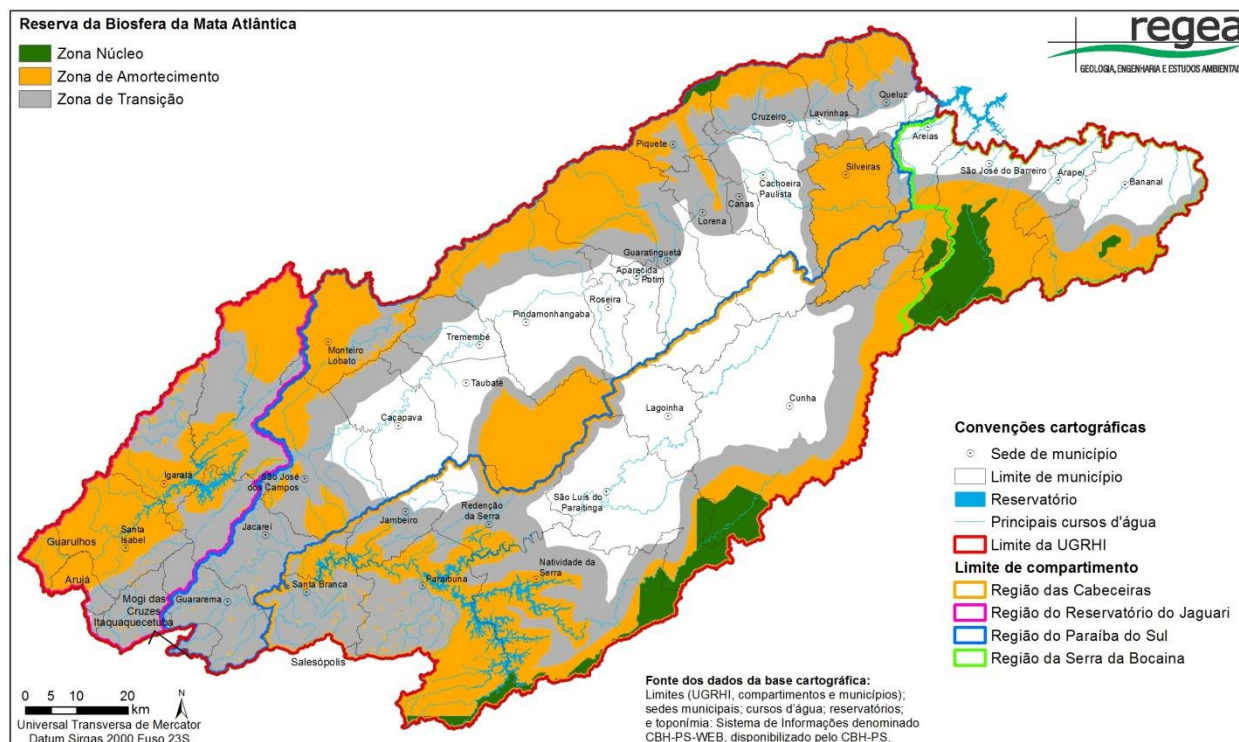 Reserva da Biosfera da Mata Atlântica
Zona Núcleo
Zona de Amortecimento
Zona de Transição
regea
GEOLOGIA, ENGENHARIA E ESTUDOS AMBIENTAIS
Queluz
Lavrinhas
Cruzeiro
Areias
Piquete
Silveiras
São José do Barreiro
Arapeí
Bananal
Cachoeira
Paulista
Canas
Lorena
Guaratinguetá
Aparecida
Potim
Roseira
Pindamonhangaba
Tremembé
Monteiro
Lobato
Taubaté
Lagoinha
Cunha
Caçapava
Igaratá
São José
dos Campos
São Luís do
Paraitinga
Jambeiro
Redenção
da Serra
Santa
Isabel
Jacareí
Guarulhos
Arujá
Natividade da
Serra
Santa Branca
Paraibuna
Mogi das
Cruzes
Itaquaquecetuba
Guararema
Salesópolis
Convenções cartográficas
Sede de município
Limite de município
Reservatório
Principais cursos d'água
Limite da UGRHI
Limite de compartimento
Região das Cabeceiras
Região do Reservatório do Jaguari
Região do Paraíba do Sul
Região da Serra da Bocaina
0 5 10 20
km
N
Universal Transversa de Mercator
Datum Sirgas 2000 Fuso 23S
Fonte dos dados da base cartográfica:
Limites (UGRHI, compartimentos e municípios);
sedes municipais; cursos d'água; reservatórios;
e toponímia: Sistema de Informações denominado
CBH-PS-WEB, disponibilizado pelo CBH-PS.